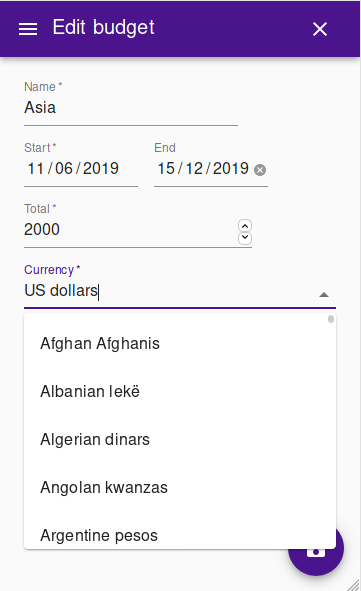 Edit budget
Name *
Asia
Start * End
11/06/2019 15/12/2019
Total *
2000
Currency *
US dollars
Afghan Afghanis
Albanian lekë
Algerian dinars
Angolan kwanzas
Argentine pesos